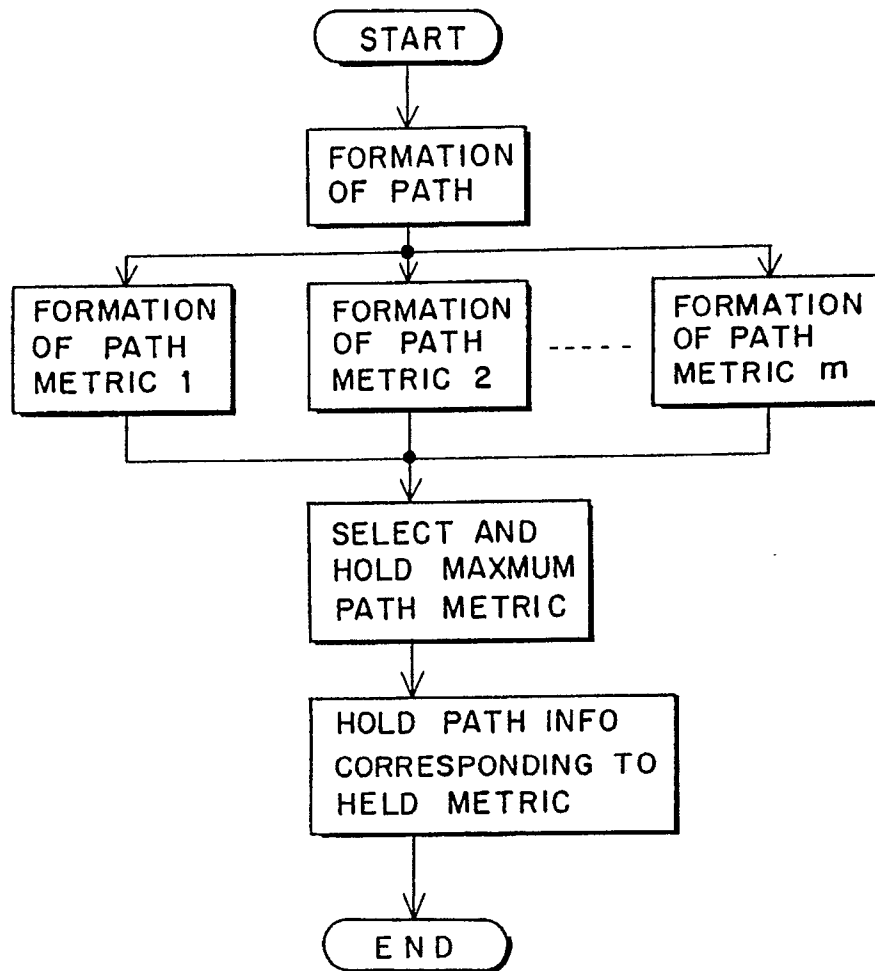 START
FORMATION
OF PATH
FORMATION
OF PATH
METRIC 1
FORMATION
OF PATH
METRIC 2
FORMATION
OF PATH
METRIC m
SELECT AND
HOLD MAXMUM
PATH METRIC
HOLD PATH INFO
CORRESPONDING TO
HELD METRIC
END